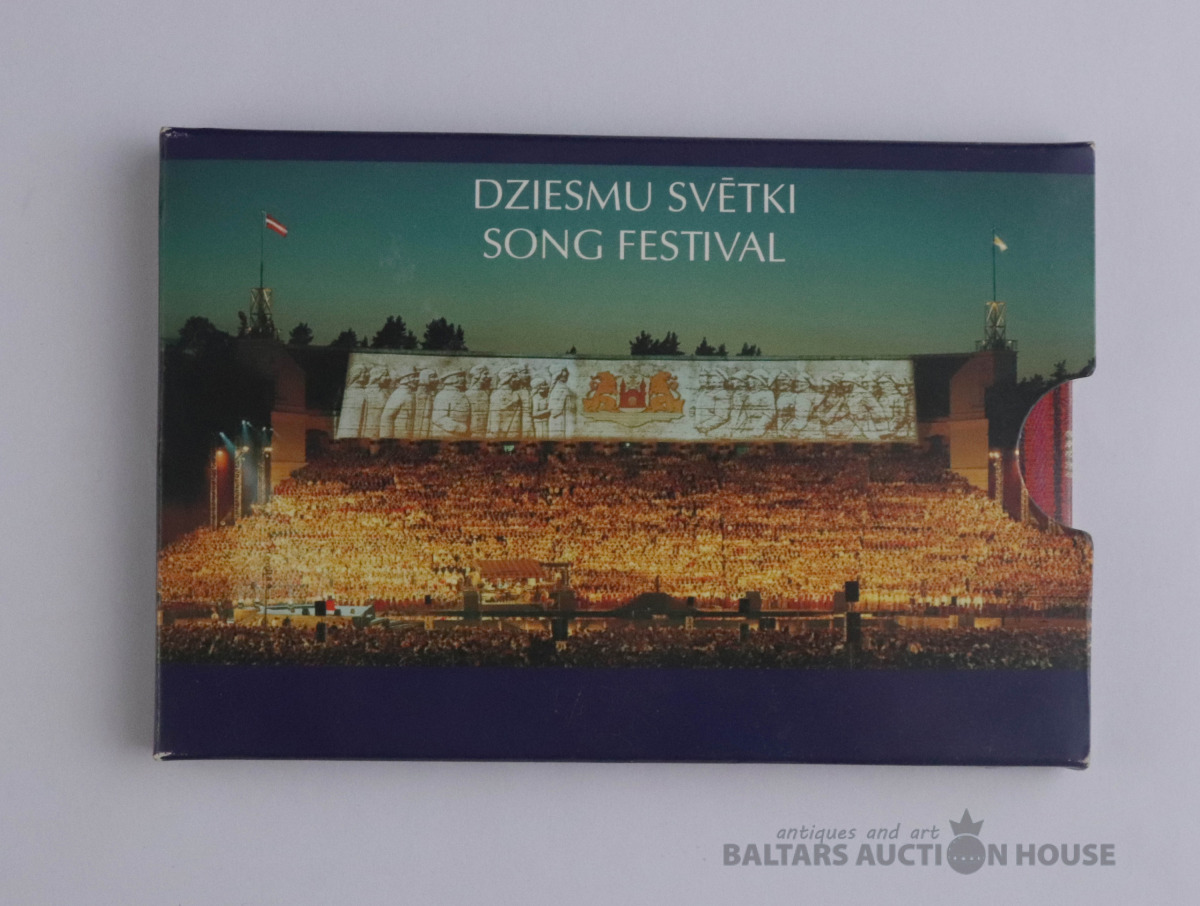 DZIESMU SVĒTKI
SONG FESTIVAL
antiques and art
BALTARS AUCTION HOUSE